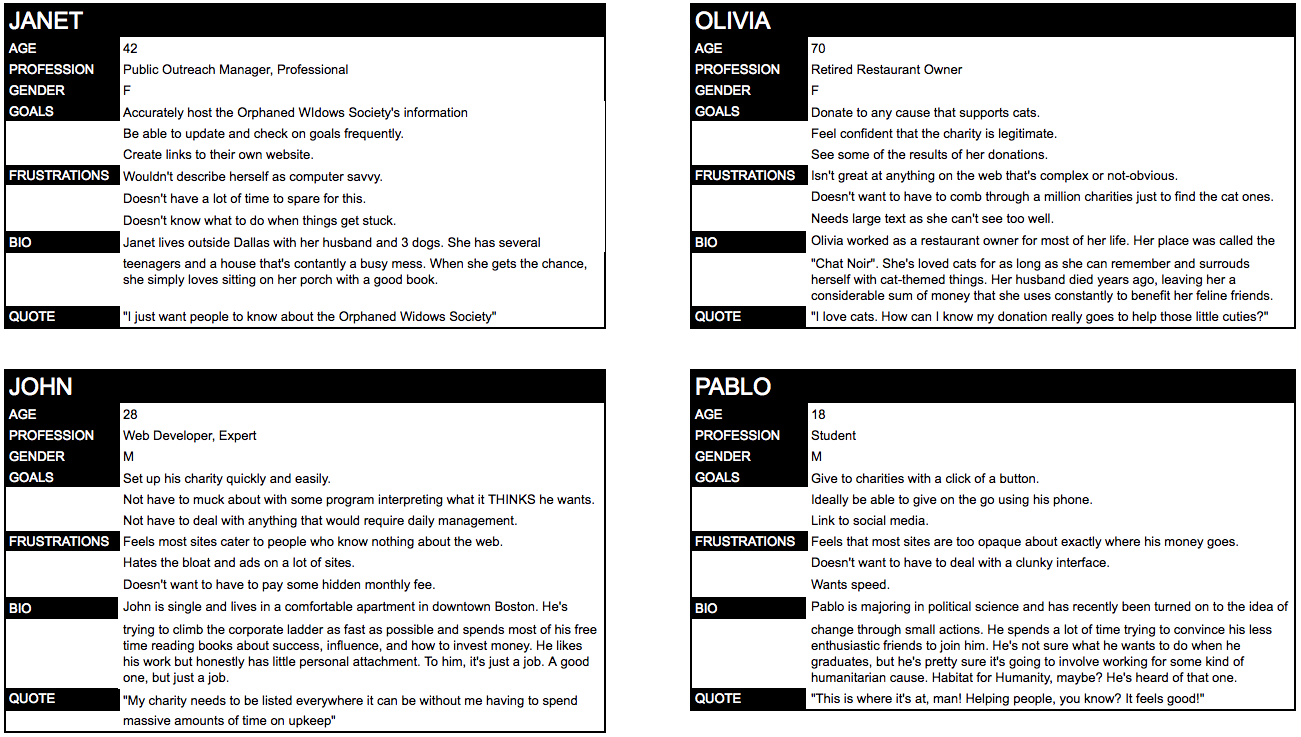 JANET
AGE 42
PROFESSION Public Outreach Manager, Professional
GENDER F
GOALS Accurately host the Orphaned WIdows Society's information
Be able to update and check on goals frequently.
Create links to their own website.
FRUSTRATIONS Wouldn't describe herself as computer savvy.
Doesn't have a lot of time to spare for this.
Doesn't know what to do when things get stuck.
BIO Janet lives outside Dallas with her husband and 3 dogs. She has several
teenagers and a house that's contantly a busy mess. When she gets the chance,
she simply loves sitting on her porch with a good book.
QUOTE "I just want people to know about the Orphaned Widows Society"
OLIVIA
AGE 70
PROFESSION Retired Restaurant Owner
GENDER F
GOALS Donate to any cause that supports cats.
Feel confident that the charity is legitimate.
See some of the results of her donations.
FRUSTRATIONS Isn't great at anything on the web that's complex or not-obvious.
Doesn't want to have to comb through a million charities just to find the cat ones.
Needs large text as she can't see too well.
BIO Olivia worked as a restaurant owner for most of her life. Her place was called the
"Chat Noir". She's loved cats for as long as she can remember and surrouds
herself with cat-themed things. Her husband died years ago, leaving her a
considerable sum of money that she uses constantly to benefit her feline friends.
QUOTE "I love cats. How can I know my donation really goes to help those little cuties?"
JOHN
AGE 28
PROFESSION Web Developer, Expert
GENDER M
GOALS Set up his charity quickly and easily.
Not have to muck about with some program interpreting what it THINKS he wants.
Not have to deal with anything that would require daily management.
FRUSTRATIONS Feels most sites cater to people who know nothing about the web.
Hates the bloat and ads on a lot of sites.
Doesn't want to have to pay some hidden monthly fee.
BIO John is single and lives in a comfortable apartment in downtown Boston. He's
trying to climb the corporate ladder as fast as possible and spends most of his free
time reading books about success, influence, and how to invest money. He likes
his work but honestly has little personal attachment. To him, it's just a job. A good
one, but just a job.
QUOTE "My charity needs to be listed everywhere it can be without me having to spend
massive amounts of time on upkeep"
PABLO
AGE 18
PROFESSION Student
GENDER M
GOALS Give to charities with a click of a button.
Ideally be able to give on the go using his phone.
Link to social media.
FRUSTRATIONS Feels that most sites are too opaque about exactly where his money goes.
Doesn't want to have to deal with a clunky interface.
Wants speed.
BIO Pablo is majoring in political science and has recently been turned on to the idea of
change through small actions. He spends a lot of time trying to convince his less
enthusiastic friends to join him. He's not sure what he wants to do when he
graduates, but he's pretty sure it's going to involve working for some kind of
humanitarian cause. Habitat for Humanity, maybe? He's heard of that one.
QUOTE "This is where it's at, man! Helping people, you know? It feels good!"